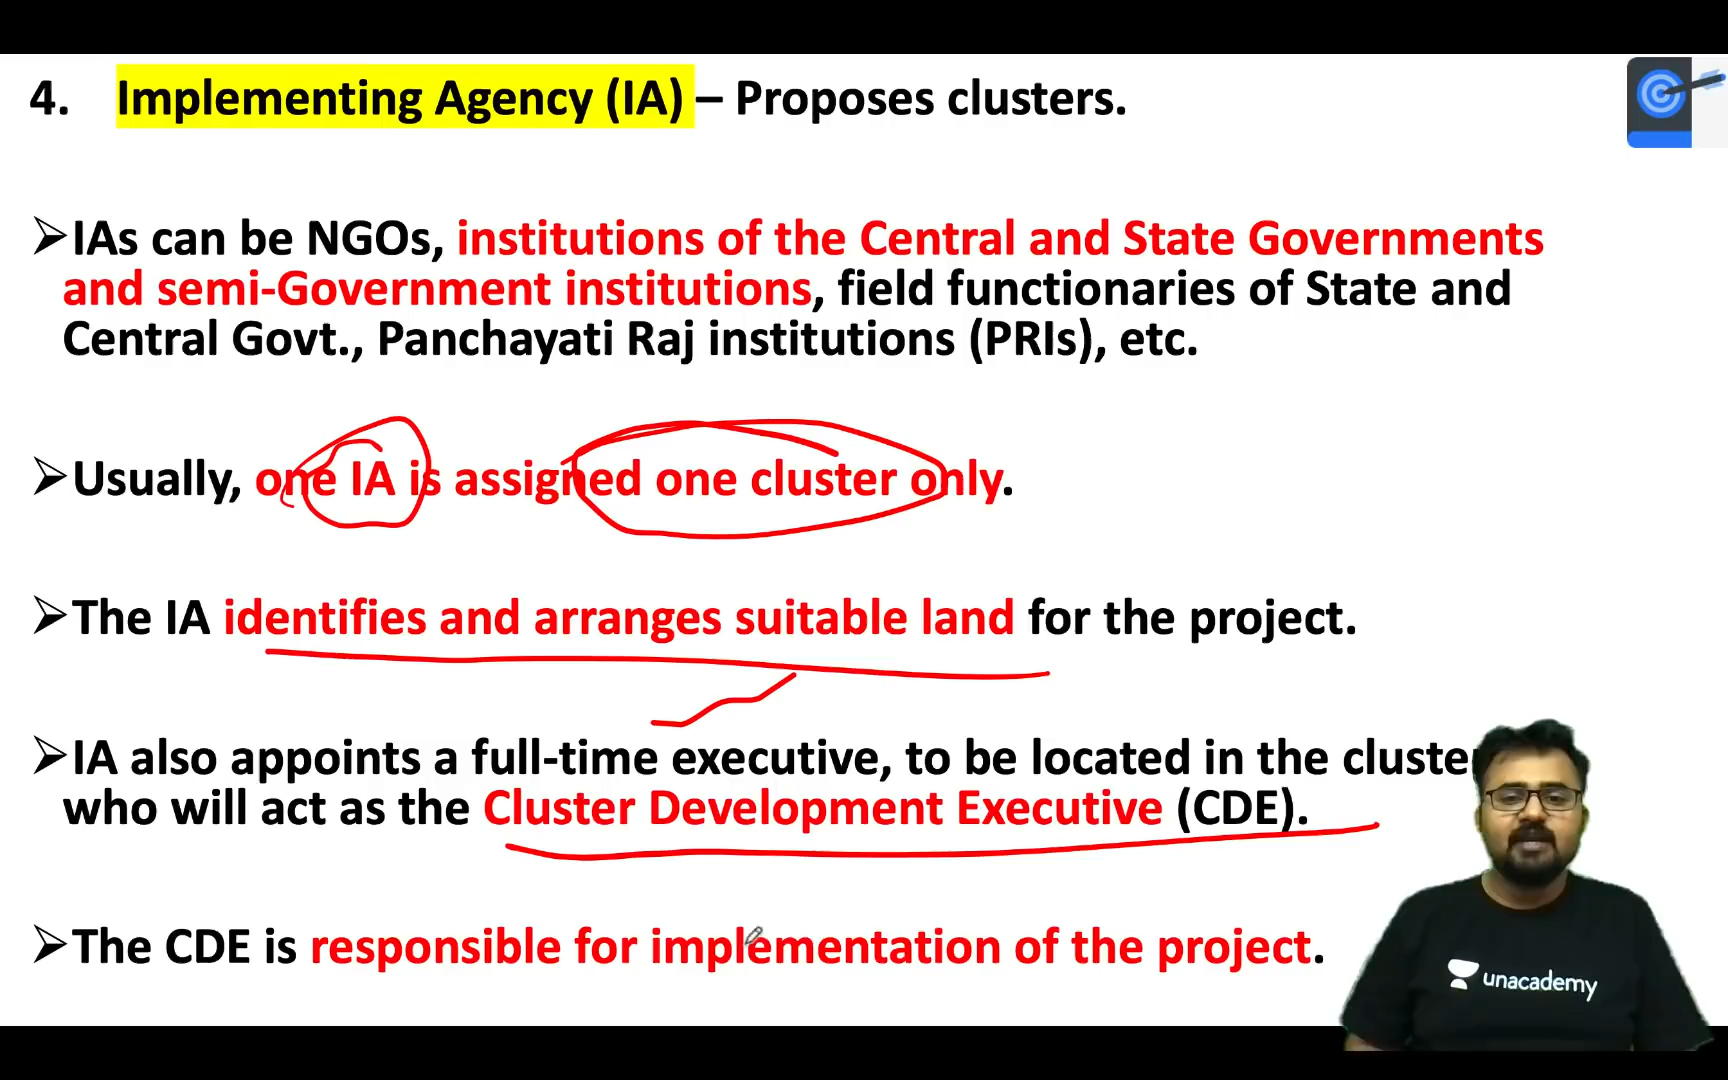 4. Implementing Agency (IA) – Proposes clusters.
➢IAs can be NGOs, institutions of the Central and State Governments
and semi-Government institutions, field functionaries of State and
Central Govt., Panchayati Raj institutions (PRIs), etc.
➢Usually, one IA is assigned one cluster only.
➢The IA identifies and arranges suitable land for the project.
➢IA also appoints a full-time executive, to be located in the cluste
who will act as the Cluster Development Executive (CDE).
➢The CDE is responsible for implementation of the project.
unacademy